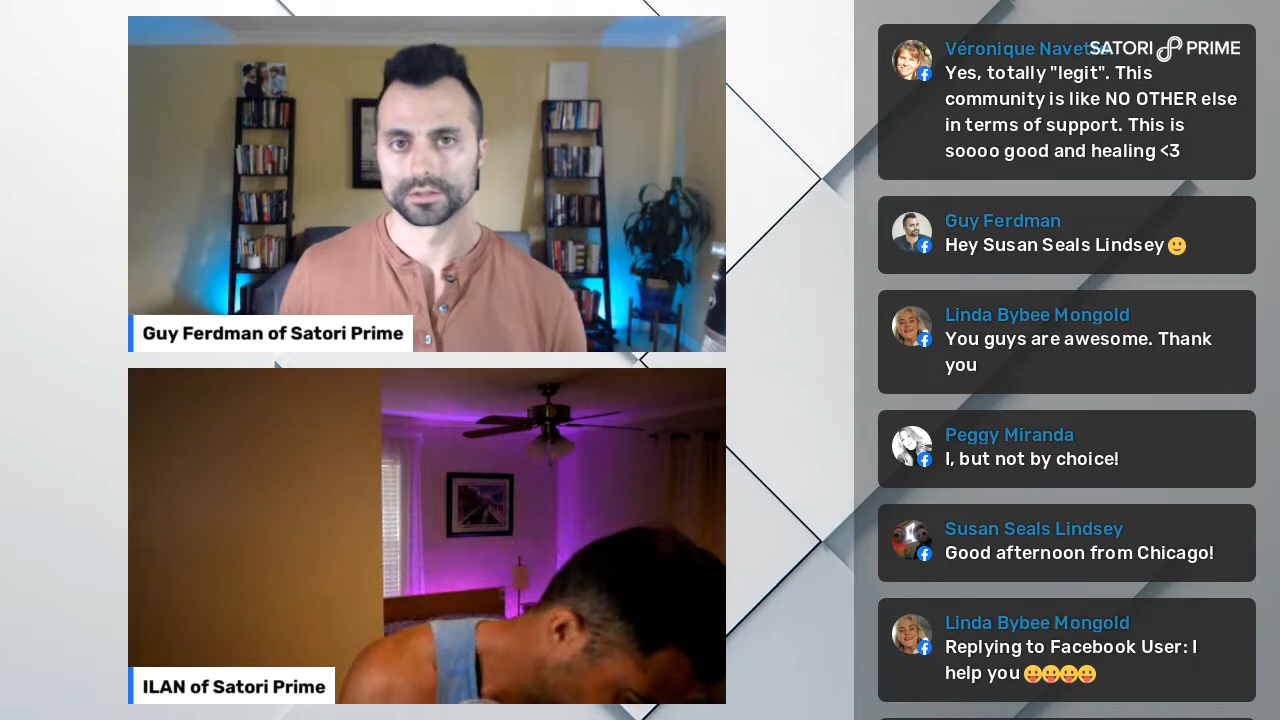 Guy Ferdman of Satori Prime
ILAN of Satori Prime
SATORI PRIME
Véronique
Yes, totally "legit". This
community is like NO OTHER else
in terms of support. This is
soooo good and healing <3
Guy Ferdman
Hey Susan Seals Lindsey 🙂
Linda Bybee Mongold
You guys are awesome. Thank
you
Peggy Miranda
I, but not by choice!
Susan Seals Lindsey
Good afternoon from Chicago!
Linda Bybee Mongold
Replying to Facebook User: I
help you 😛😛😛😛